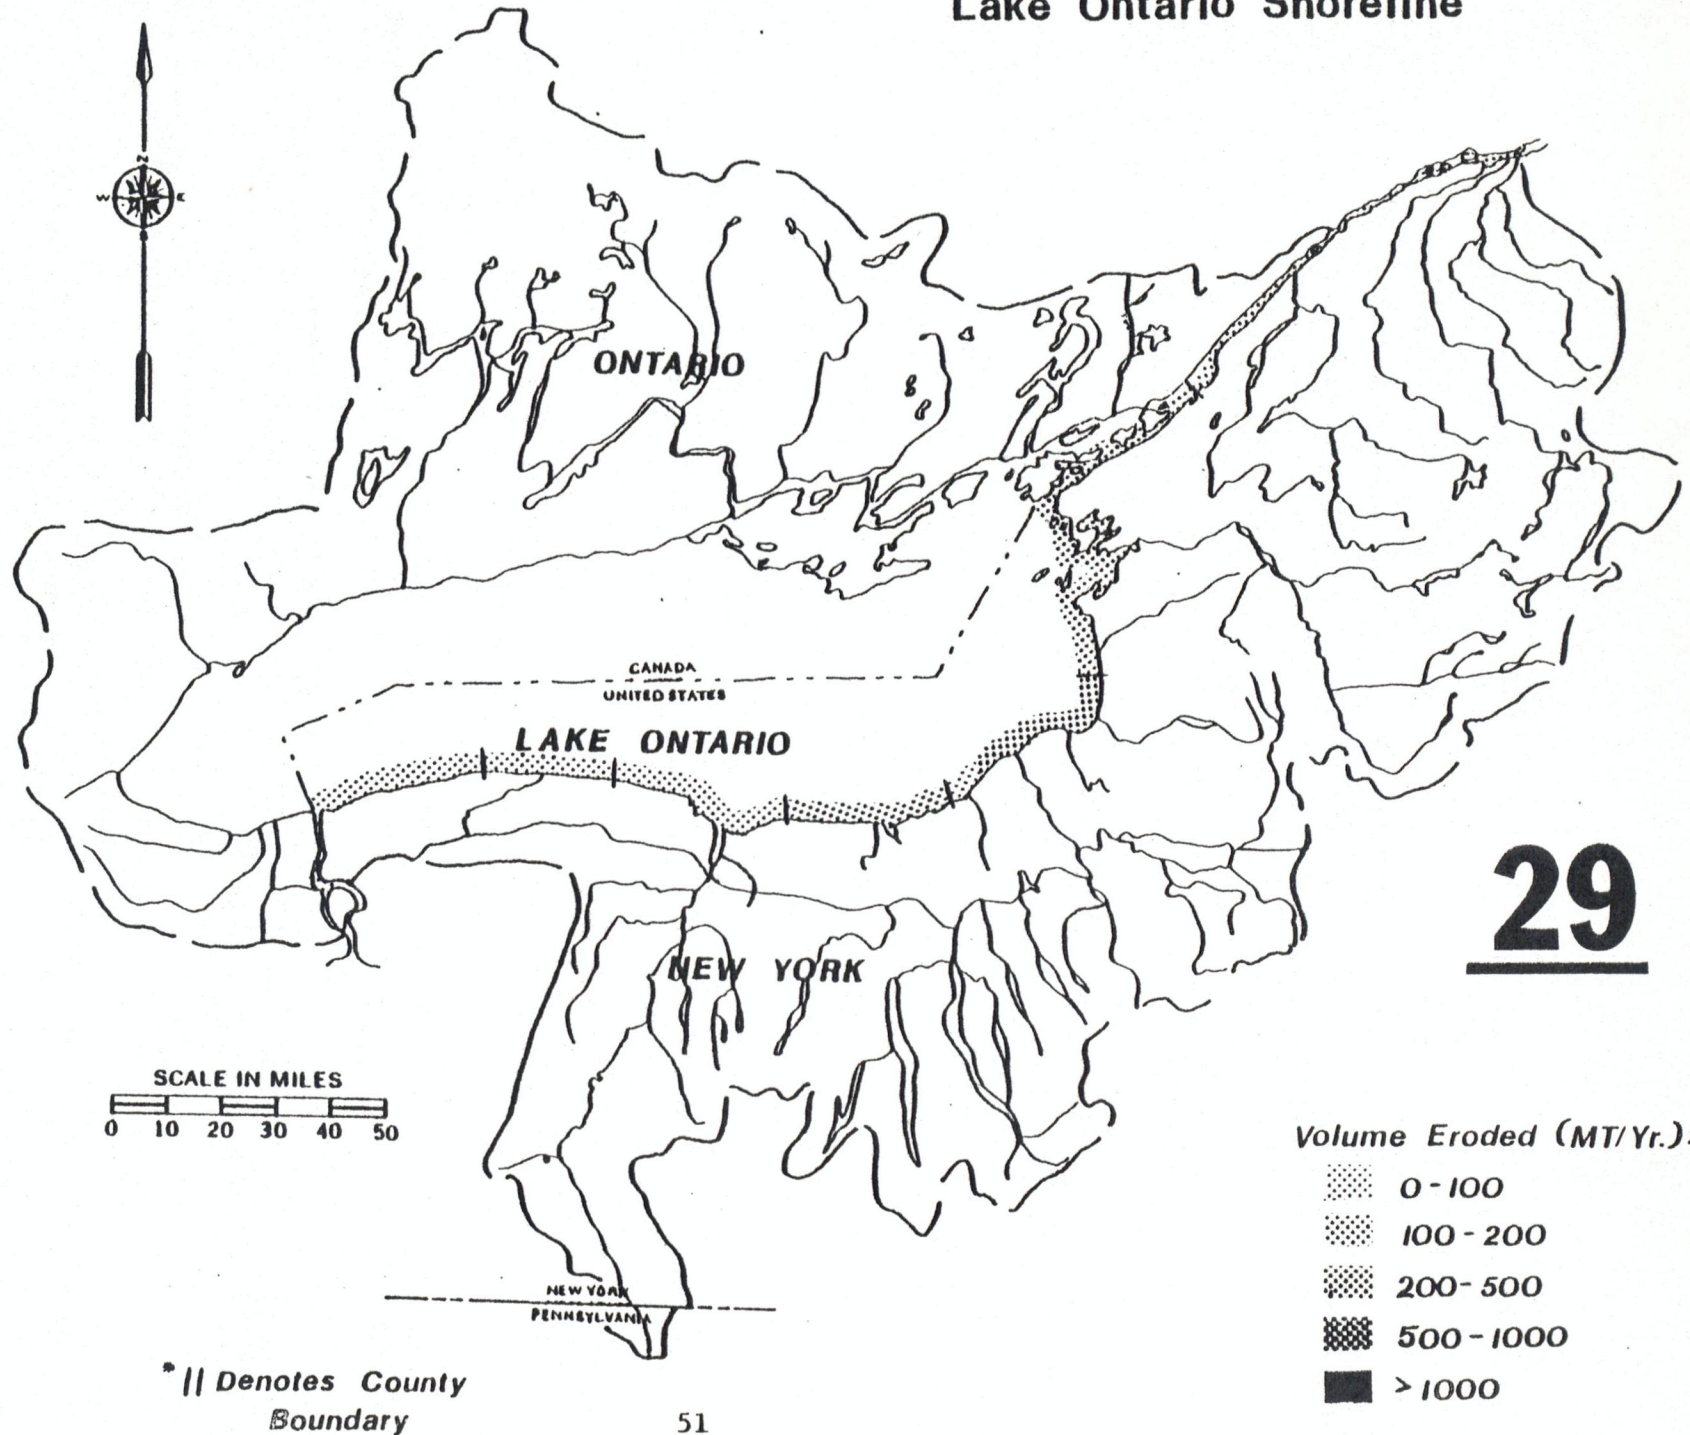 Lake Ontario Shoreline
N
W
E
S
ONTARIO
CANADA
UNITED STATES
LAKE ONTARIO
29
NEW YORK
SCALE IN MILES
0 10 20 30 40 50
Volume Eroded (MT/Yr.).
0-100
100-200
200-500
500-1000
>1000
NEW YORK
PENNSYLVANIA
*|| Denotes County
Boundary
51